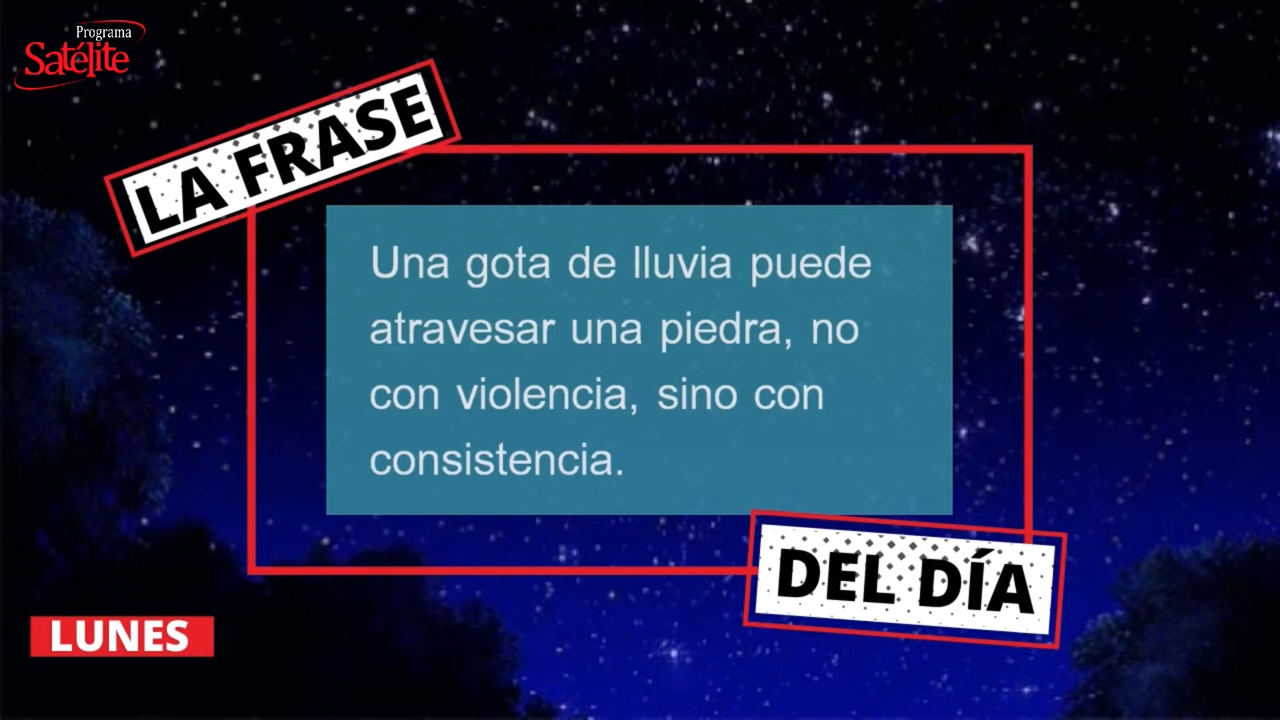 Programa
Satélite
LA FRASE
Una gota de lluvia puede
atravesar una piedra, no
con violencia, sino con
consistencia.
DEL DÍA
LUNES